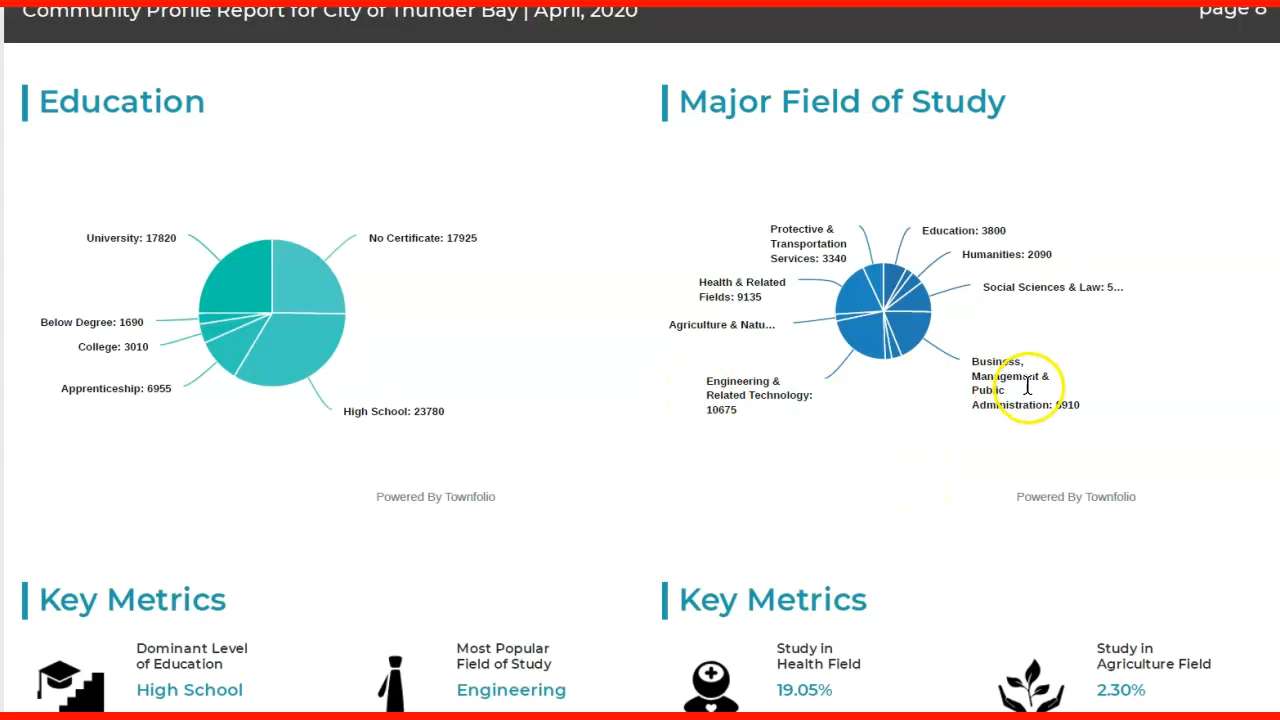 Community Profile Report for City of Thunder Bay | April, 2020
page 8
Education
Major Field of Study
University: 17820
No Certificate: 17925
Below Degree: 1690
College: 3010
Apprenticeship: 6955
High School: 23780
Powered By Townfolio
Protective &
Transportation
Services: 3340
Education: 3800
Humanities: 2090
Health & Related
Fields: 9135
Social Sciences & Law: 5...
Agriculture & Natu...
Business,
Management &
Public
Administration:
Engineering &
Related Technology:
10675
Powered By Townfolio
Key Metrics
Key Metrics
Dominant Level
of Education
High School
Most Popular
Field of Study
Engineering
Study in
Health Field
19.05%
Study in
Agriculture Field
2.30%